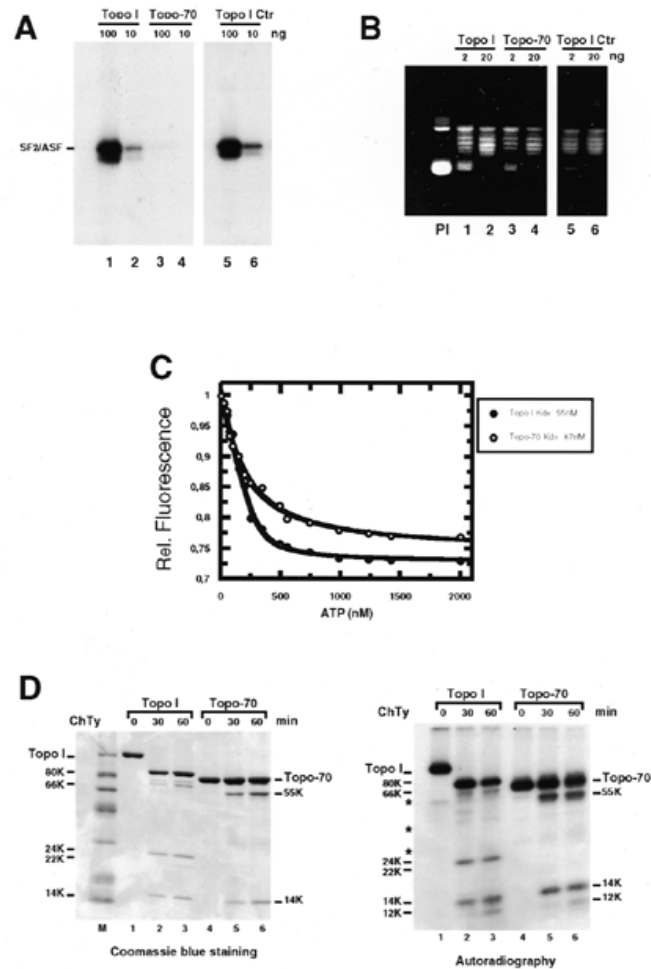 A
Topo I Topo-70 Topo I Ctr
100 10 100 10 100 10 ng
SF2/ASF
1 2 3 4 5 6
B
Topo I Topo-70 Topo I Ctr
2 20 2 20 2 20 ng
PI 1 2 3 4 5 6
C
Rel. Fluorescence
1
0,95
0,9
0,85
0,8
0,75
0,7
0 500 1000 1500 2000
ATP (nM)
Topo I Kd= 55nM
Topo-70 Kd= 67nM
D
Topo I Topo-70
ChTy 0 30 60 0 30 60 min
Topo I
80K
66K
24K
22K
14K
Topo-70
55K
14K
M 1 2 3 4 5 6
Coomassie blue staining
Topo I Topo-70
ChTy 0 30 60 0 30 60 min
Topo I
80K
66K
*
*
*
24K
22K
14K
12K
Topo-70
55K
14K
12K
1 2 3 4 5 6
Autoradiography